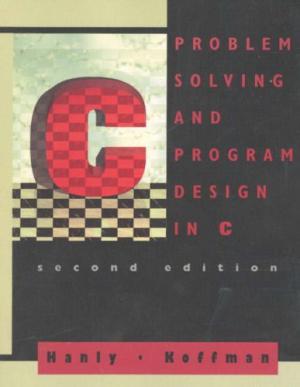 C
PROBLEM
SOLVING
AND
PROGRAM
DESIGN
IN C
second edition
Hanly • Koffman